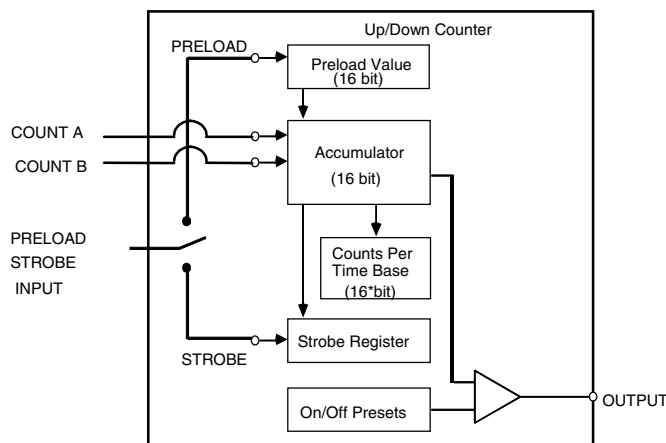 Up/Down Counter
PRELOAD
Preload Value
(16 bit)
COUNT A
COUNT B
Accumulator
(16 bit)
PRELOAD
STROBE
INPUT
Counts Per
Time Base
(16*bit)
Strobe Register
STROBE
On/Off Presets
OUTPUT